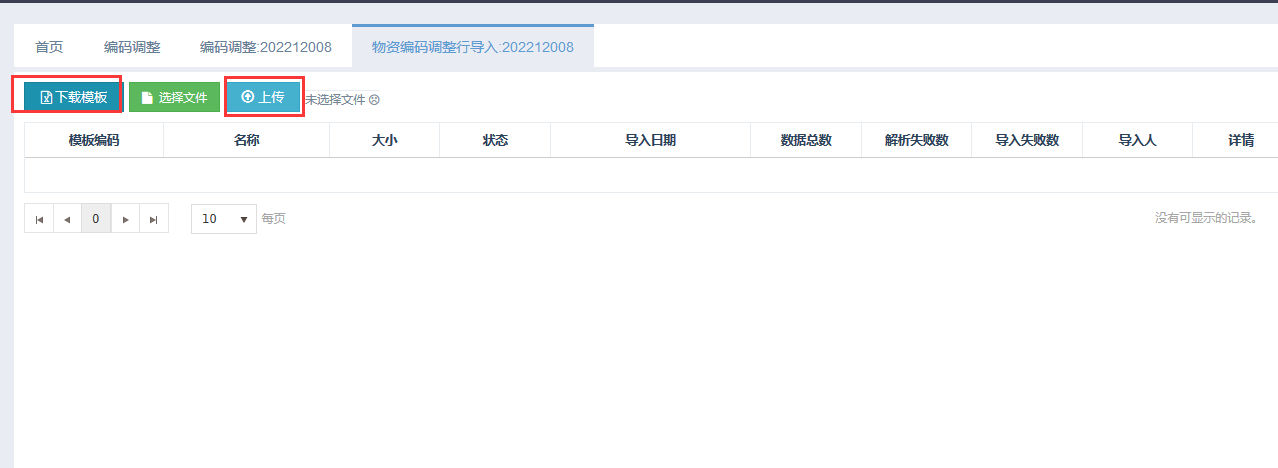 首页 编码调整 编码调整:202212008 物资编码调整行导入:202212008
下载模板 选择文件 上传 未选择文件
模板编码 名称 大小 状态 导入日期 数据总数 解析失败数 导入失败数 导入人 详情
0 10 每页 没有可显示的记录。